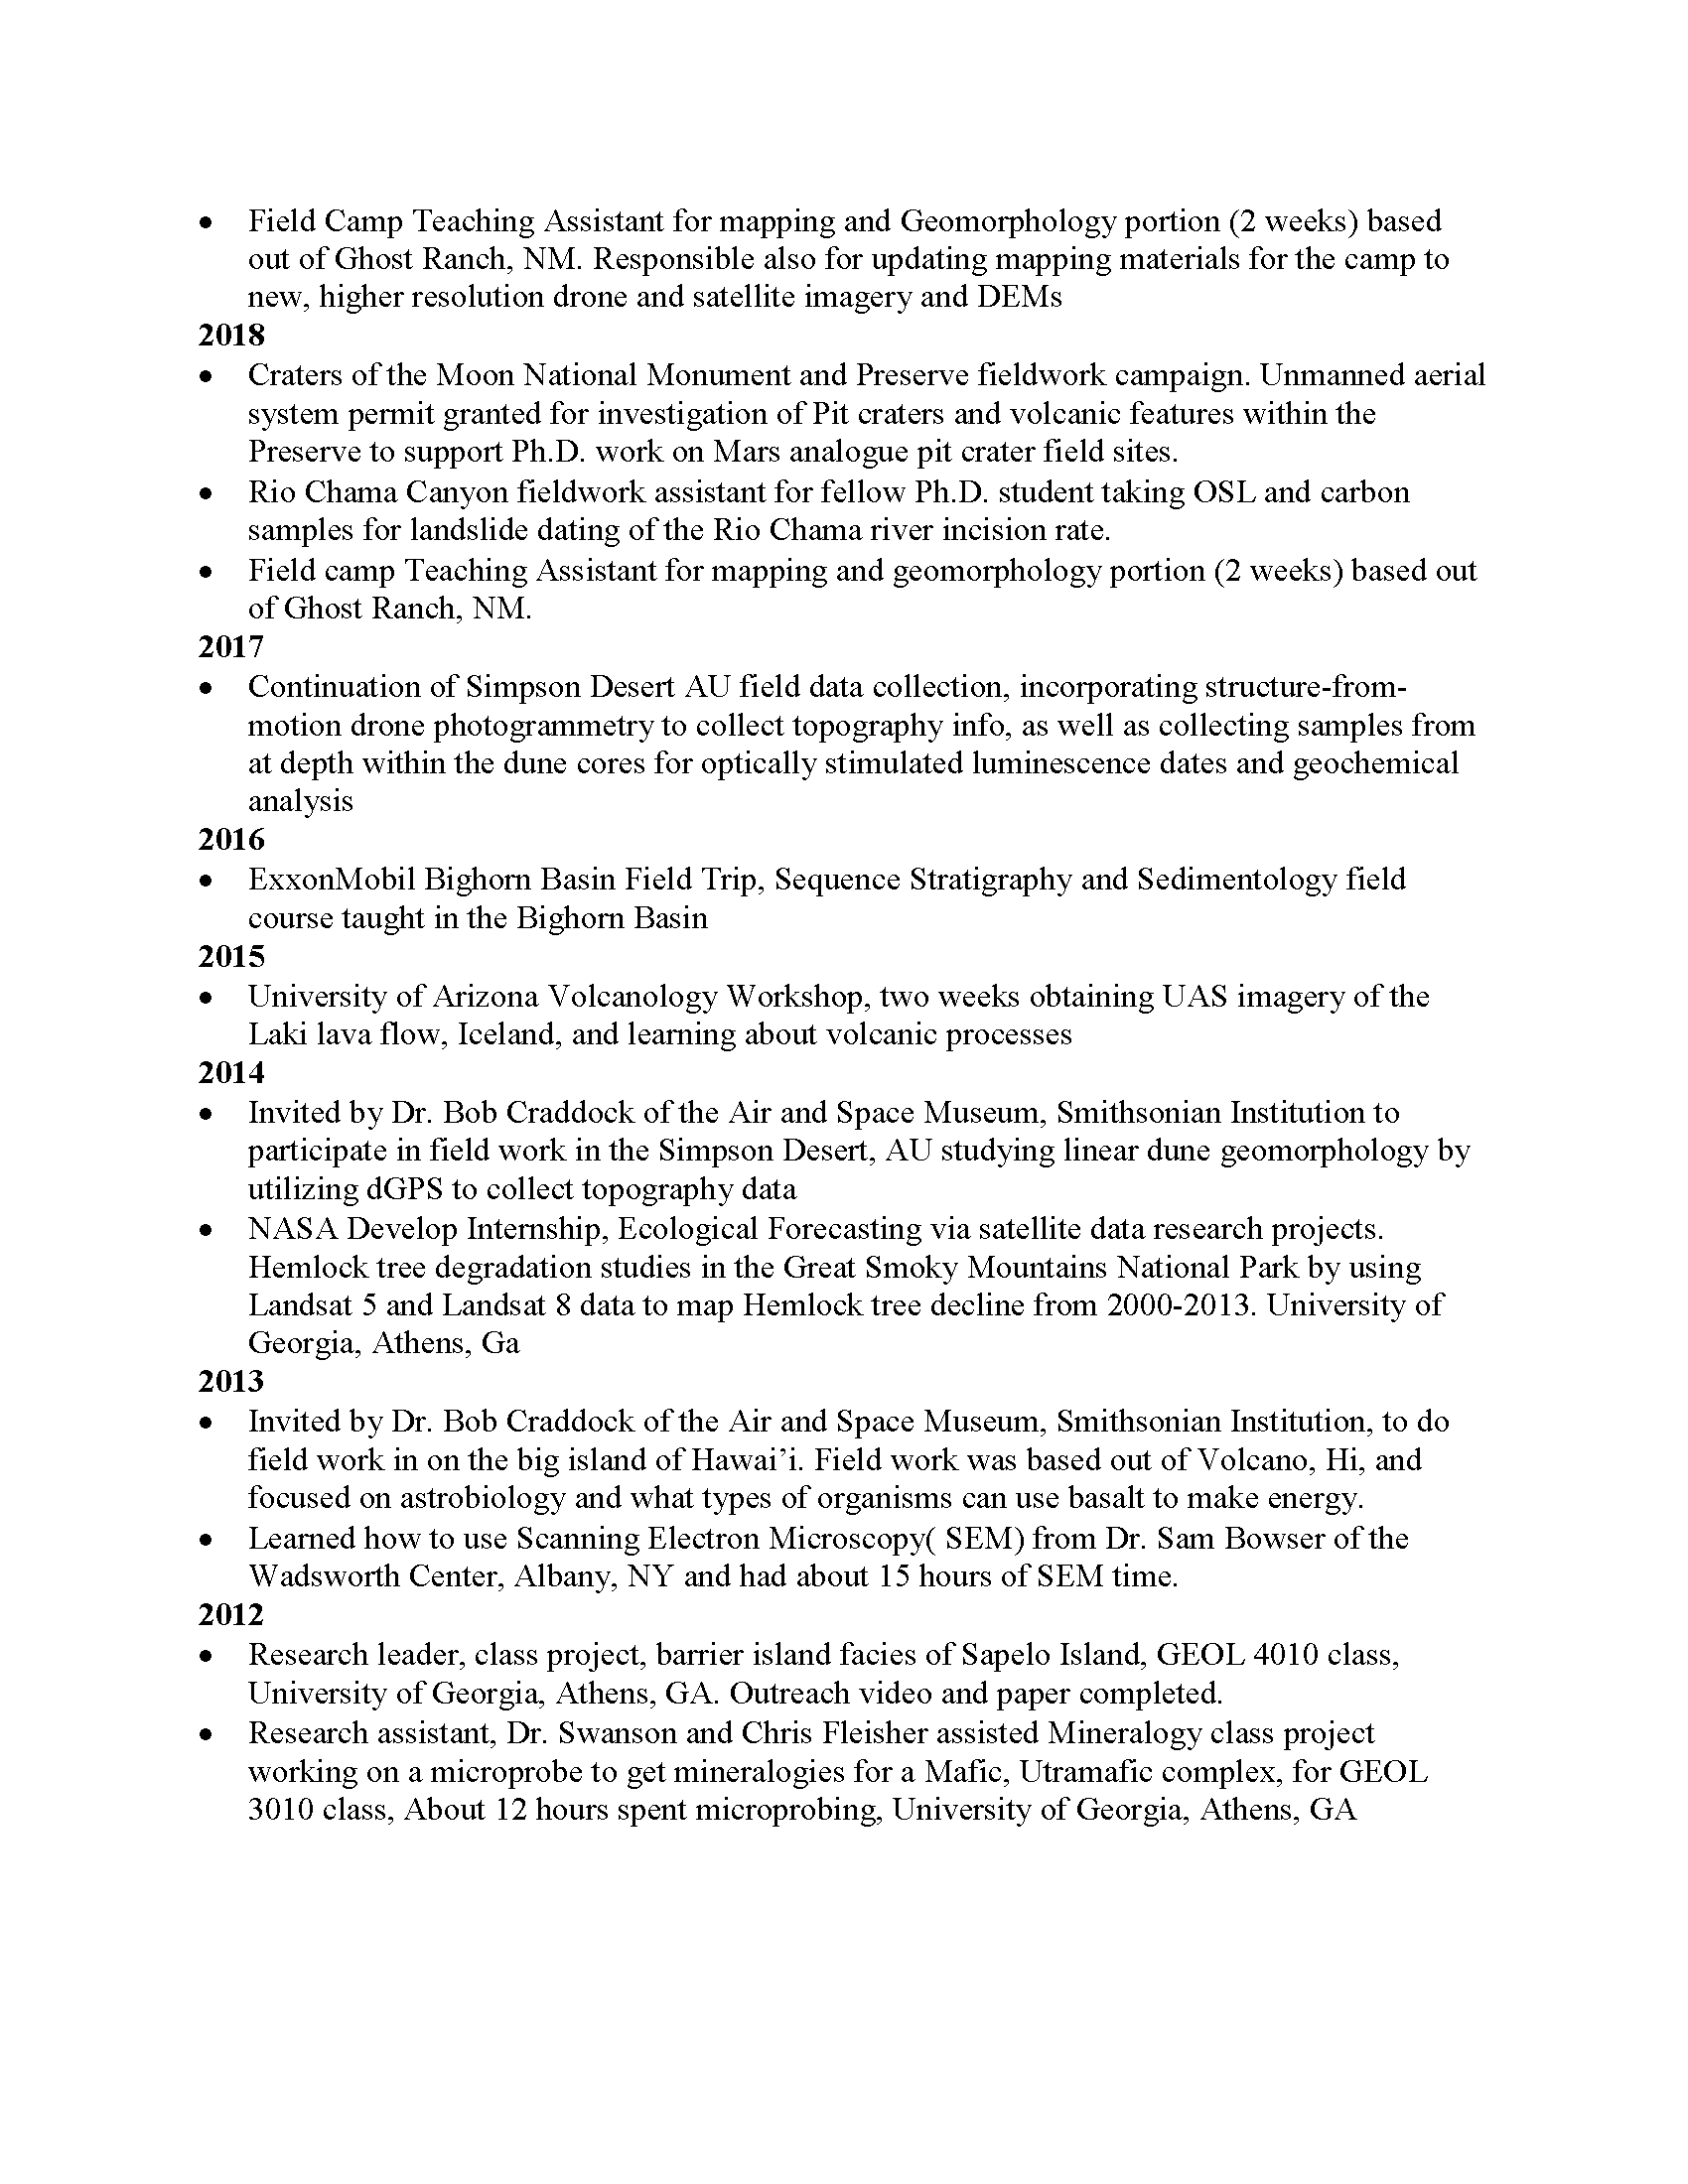 • Field Camp Teaching Assistant for mapping and Geomorphology portion (2 weeks) based
out of Ghost Ranch, NM. Responsible also for updating mapping materials for the camp to
new, higher resolution drone and satellite imagery and DEMs
2018
• Craters of the Moon National Monument and Preserve fieldwork campaign. Unmanned aerial
system permit granted for investigation of Pit craters and volcanic features within the
Preserve to support Ph.D. work on Mars analogue pit crater field sites.
• Rio Chama Canyon fieldwork assistant for fellow Ph.D. student taking OSL and carbon
samples for landslide dating of the Rio Chama river incision rate.
• Field camp Teaching Assistant for mapping and geomorphology portion (2 weeks) based out
of Ghost Ranch, NM.
2017
• Continuation of Simpson Desert AU field data collection, incorporating structure-from-
motion drone photogrammetry to collect topography info, as well as collecting samples from
at depth within the dune cores for optically stimulated luminescence dates and geochemical
analysis
2016
• ExxonMobil Bighorn Basin Field Trip, Sequence Stratigraphy and Sedimentology field
course taught in the Bighorn Basin
2015
• University of Arizona Volcanology Workshop, two weeks obtaining UAS imagery of the
Laki lava flow, Iceland, and learning about volcanic processes
2014
• Invited by Dr. Bob Craddock of the Air and Space Museum, Smithsonian Institution to
participate in field work in the Simpson Desert, AU studying linear dune geomorphology by
utilizing dGPS to collect topography data
• NASA Develop Internship, Ecological Forecasting via satellite data research projects.
Hemlock tree degradation studies in the Great Smoky Mountains National Park by using
Landsat 5 and Landsat 8 data to map Hemlock tree decline from 2000-2013. University of
Georgia, Athens, Ga
2013
• Invited by Dr. Bob Craddock of the Air and Space Museum, Smithsonian Institution, to do
field work in on the big island of Hawai’i. Field work was based out of Volcano, Hi, and
focused on astrobiology and what types of organisms can use basalt to make energy.
• Learned how to use Scanning Electron Microscopy( SEM) from Dr. Sam Bowser of the
Wadsworth Center, Albany, NY and had about 15 hours of SEM time.
2012
• Research leader, class project, barrier island facies of Sapelo Island, GEOL 4010 class,
University of Georgia, Athens, GA. Outreach video and paper completed.
• Research assistant, Dr. Swanson and Chris Fleisher assisted Mineralogy class project
working on a microprobe to get mineralogies for a Mafic, Utramafic complex, for GEOL
3010 class, About 12 hours spent microprobing, University of Georgia, Athens, GA